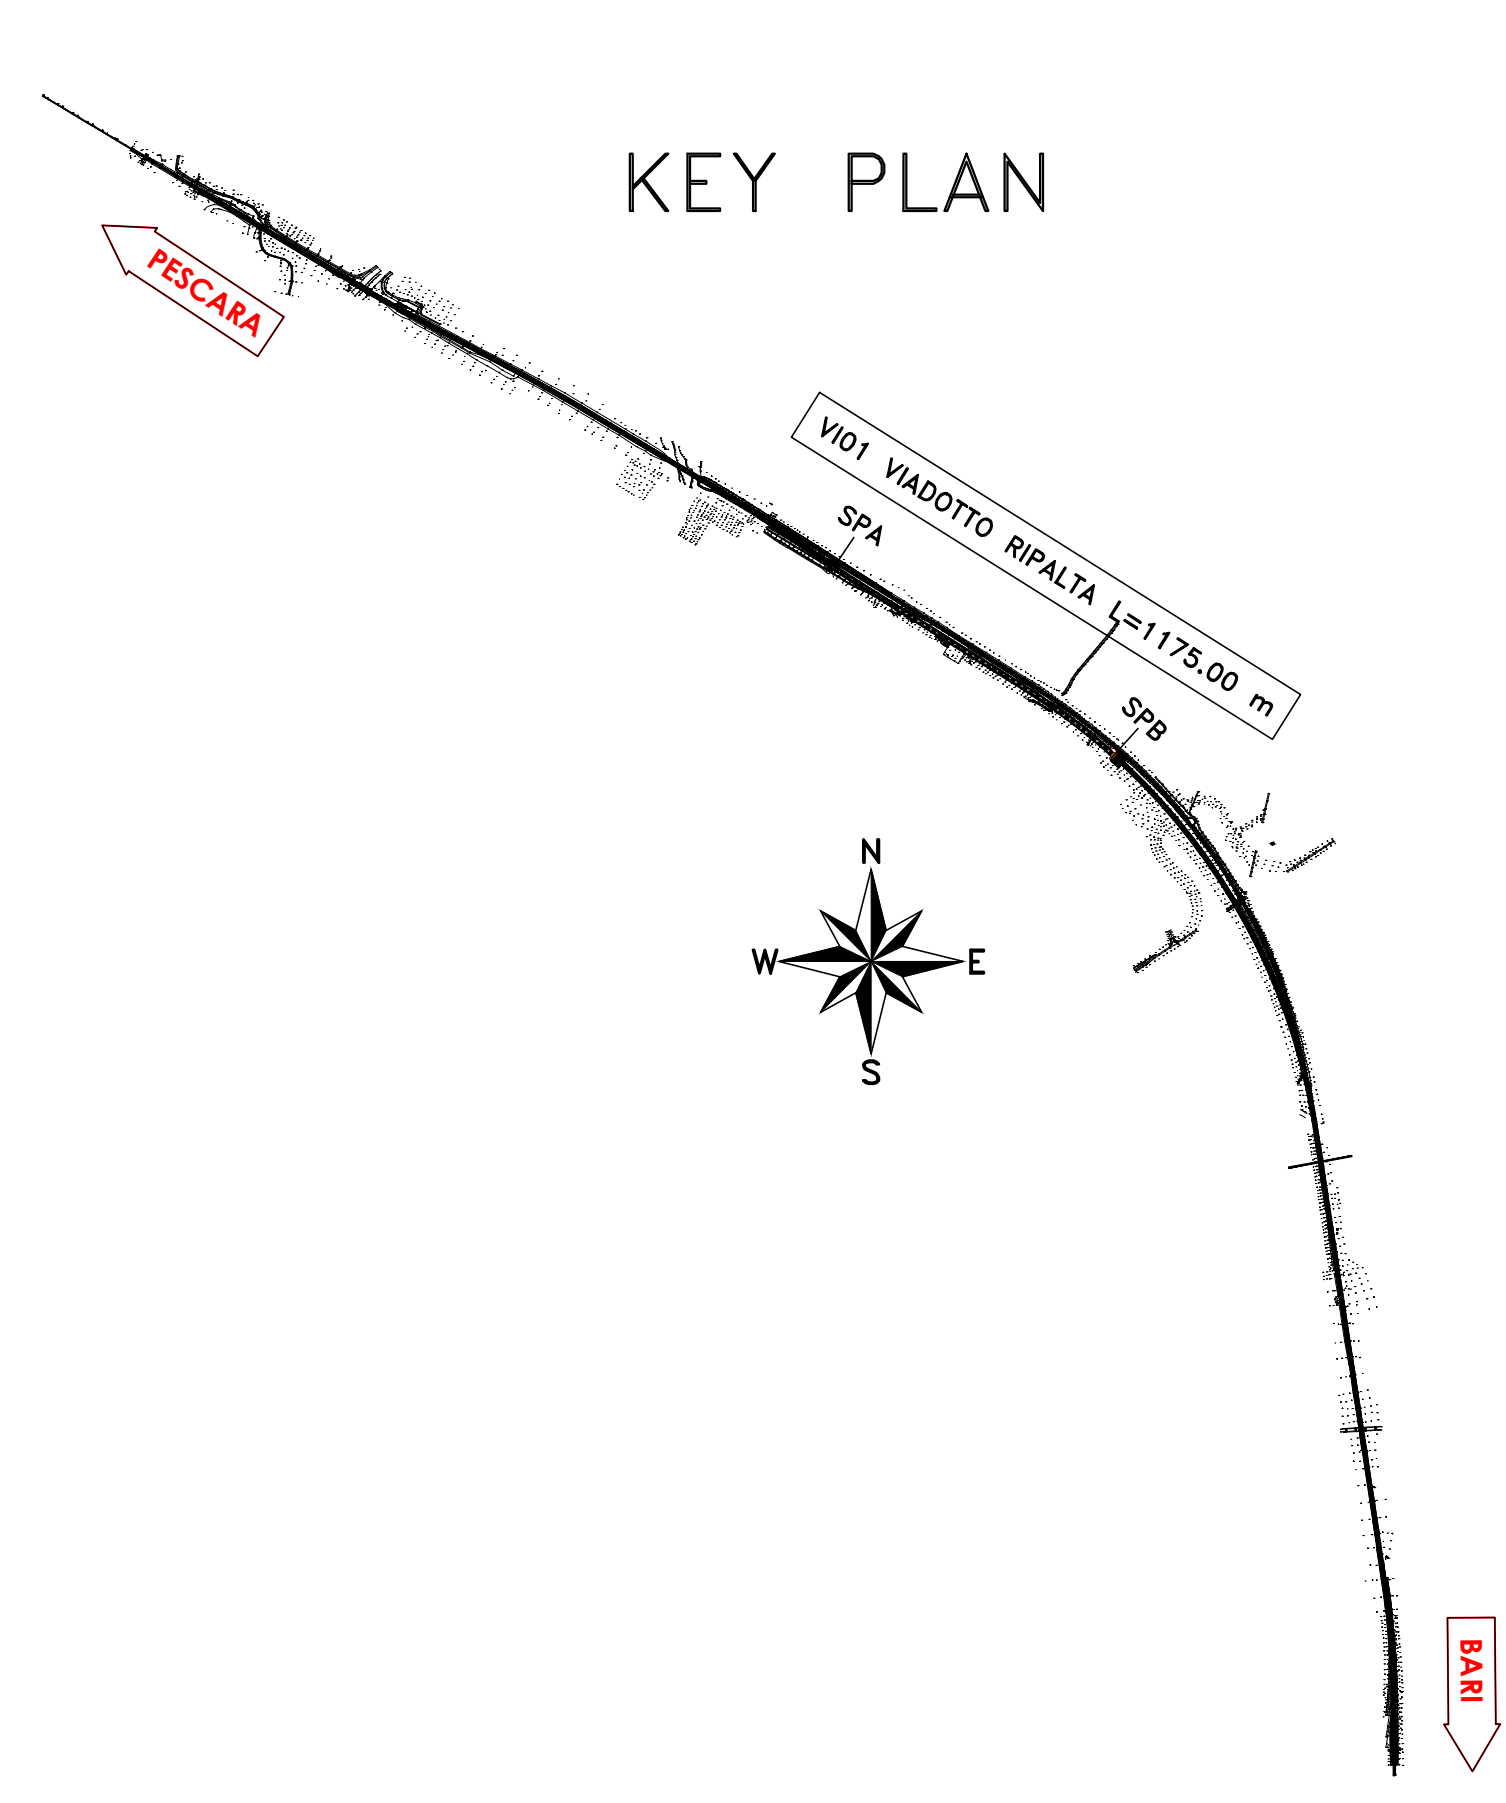 KEY PLAN
PESCARA
VI01 VIADOTTO RIPALTA L=1175.00 m
SPA
SPB
N
W
E
S
BARI